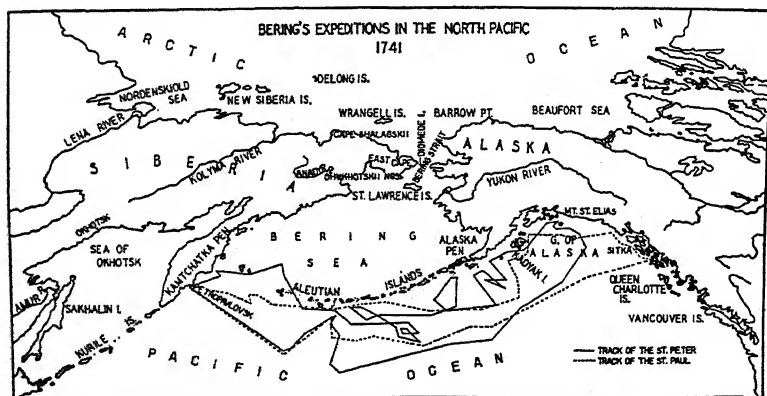 BERING'S EXPEDITIONS IN THE NORTH PACIFIC
1741
ARCTIC OCEAN
DELONG IS.
NORDENSKJOLD
SEA
NEW SIBERIA IS.
LENA RIVER
WRANGELL IS.
CAPE SHALABSKII
DIOMEDE I.
BERING STRAIT
BARROW PT.
BEAUFORT SEA
SIBERIA
KOLYMA RIVER
ANADIR
EAST CAPE
ALASKA
ST. LAWRENCE IS.
YUKON RIVER
OKHOTSK
SEA OF
OKHOTSK
KAMTCHATKA PEN.
BERING
SEA
ALASKA
PEN.
MT. ST. ELIAS
G. OF
ALASKA
KADYAK I.
SITKA
AMUR
SAKHALIN I.
PETROPAVLOVSK
ALEUTIAN ISLANDS
QUEEN
CHARLOTTE
IS.
VANCOUVER IS.
KURILE IS.
PACIFIC OCEAN
TRACK OF THE ST. PETER
TRACK OF THE ST. PAUL